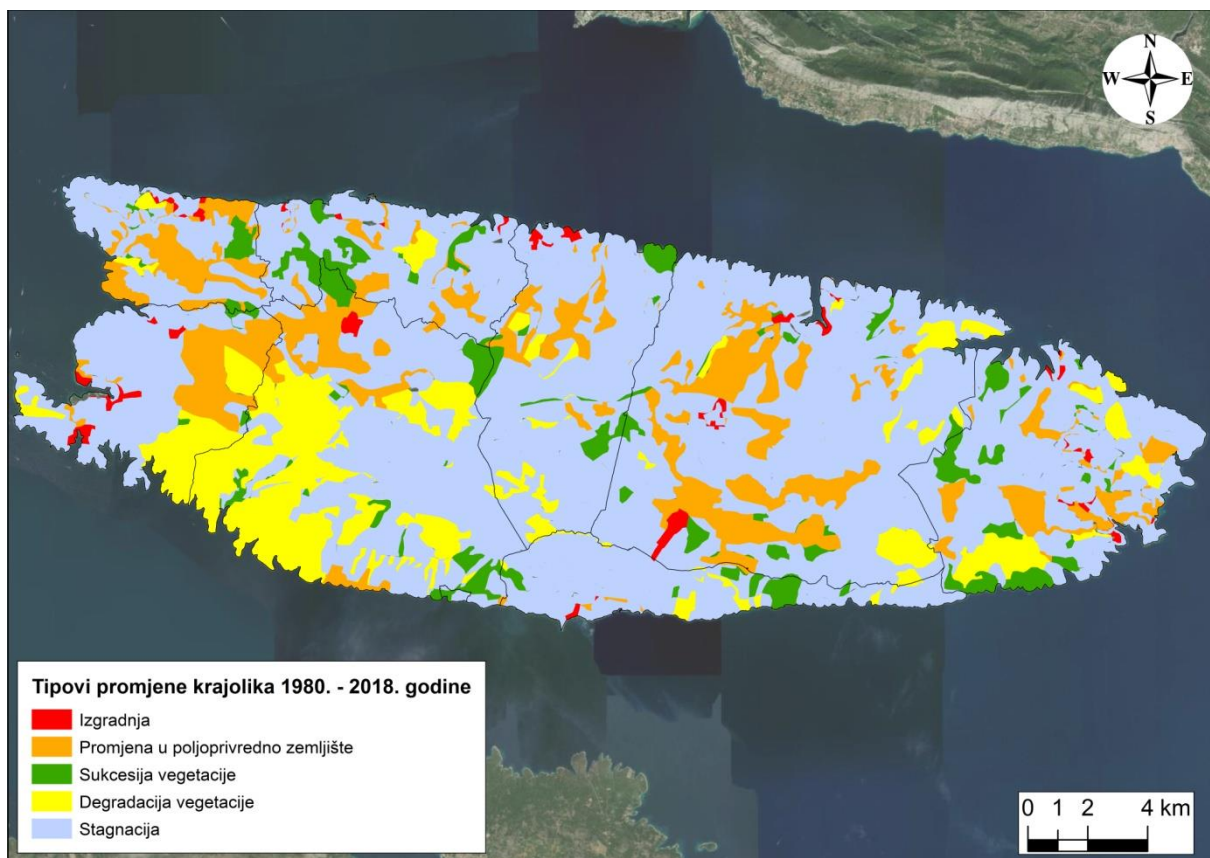 N
W E
S
Tipovi promjene krajolika 1980. - 2018. godine
Izgradnja
Promjena u poljoprivredno zemljište
Sukcesija vegetacije
Degradacija vegetacije
Stagnacija
0 1 2 4 km